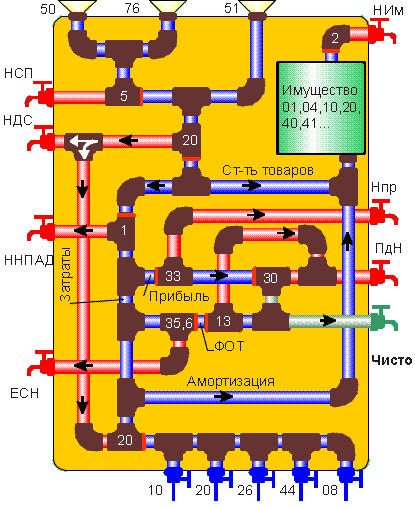 50
76
51
НИм
2
НСП
5
Имущество
01,04,10,20,
40,41...
НДС
20
Ст-ть товаров
Нпр
1
ННПАД
ПдН
Затраты
33
30
Прибыль
35,6
13
ФОТ
Чисто
Амортизация
ЕСН
20
10
20
26
44
08